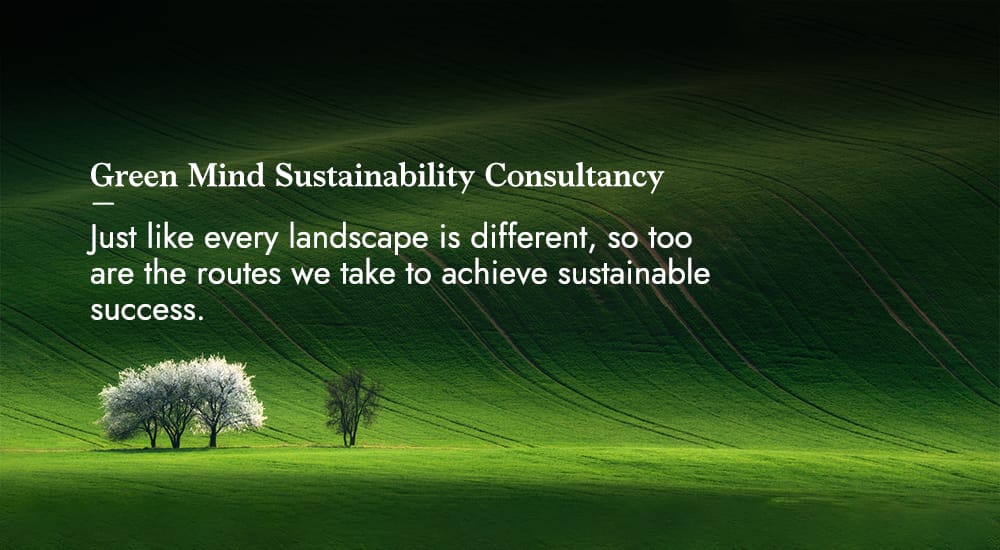 Green Mind Sustainability Consultancy
Just like every landscape is different, so too
are the routes we take to achieve sustainable
success.